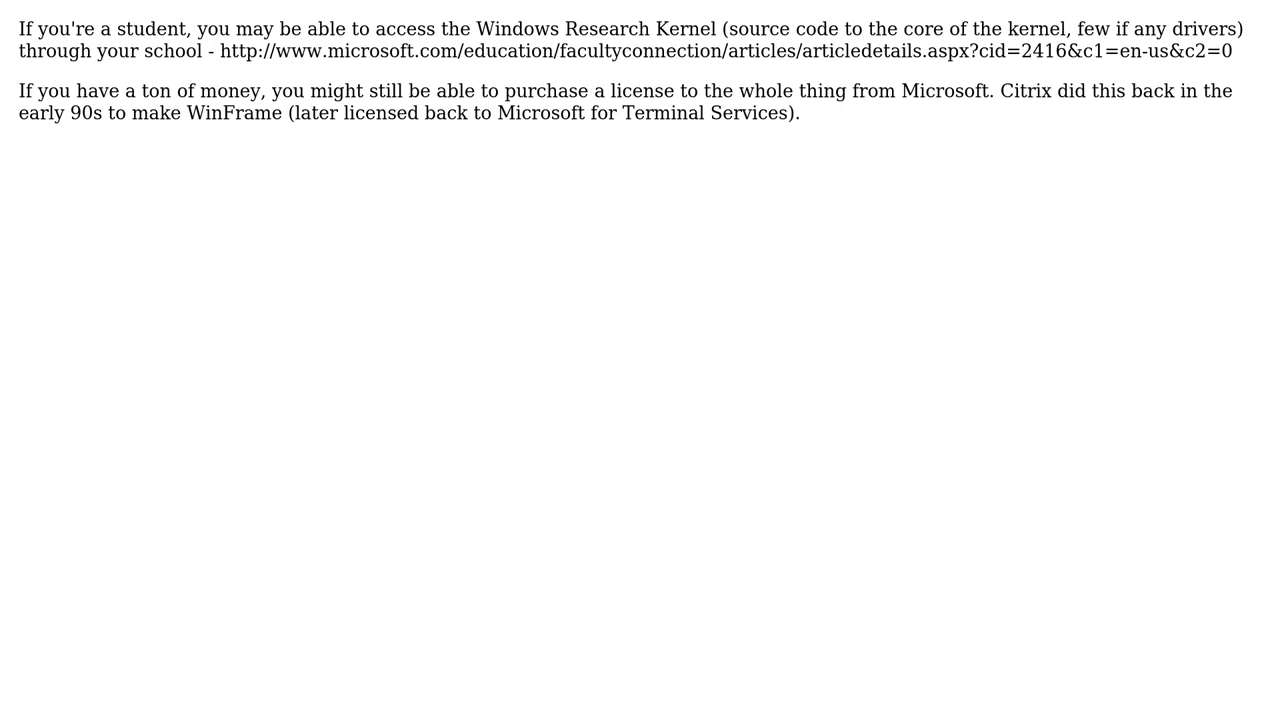 If you're a student, you may be able to access the Windows Research Kernel (source code to the core of the kernel, few if any drivers)
through your school - http://www.microsoft.com/education/facultyconnection/articles/articledetails.aspx?cid=2416&c1=en-us&c2=0
If you have a ton of money, you might still be able to purchase a license to the whole thing from Microsoft. Citrix did this back in the
early 90s to make WinFrame (later licensed back to Microsoft for Terminal Services).